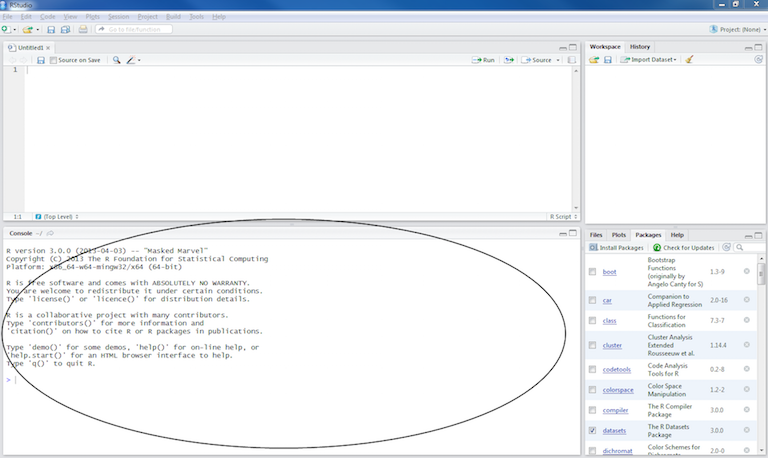 RStudio
File Edit Code View Plots Session Project Build Tools Help
Go to file/function
Project: (None)
Untitled1
Source on Save
Run
Source
1
1:1
(Top Level)
R Script
Console ~/
R version 3.0.0 (2013-04-03) -- "Masked Marvel"
Copyright (C) 2013 The R Foundation for Statistical Computing
Platform: x86_64-w64-mingw32/x64 (64-bit)
R is free software and comes with ABSOLUTELY NO WARRANTY.
You are welcome to redistribute it under certain conditions.
Type 'license()' or 'licence()' for distribution details.
R is a collaborative project with many contributors.
Type 'contributors()' for more information and
'citation()' on how to cite R or R packages in publications.
Type 'demo()' for some demos, 'help()' for on-line help, or
'help.start()' for an HTML browser interface to help.
Type 'q()' to quit R.
>
Workspace History
Import Dataset
Files Plots Packages Help
Install Packages Check for Updates
boot Bootstrap Functions (originally by Angelo Canty for S) 1.3-9
car Companion to Applied Regression 2.0-16
class Functions for Classification 7.3-7
cluster Cluster Analysis Extended Rousseeuw et al. 1.14.4
codetools Code Analysis Tools for R 0.2-8
colorspace Color Space Manipulation 1.2-2
compiler The R Compiler Package 3.0.0
datasets The R Datasets Package 3.0.0
dichromat Color Schemes for 2.0-0